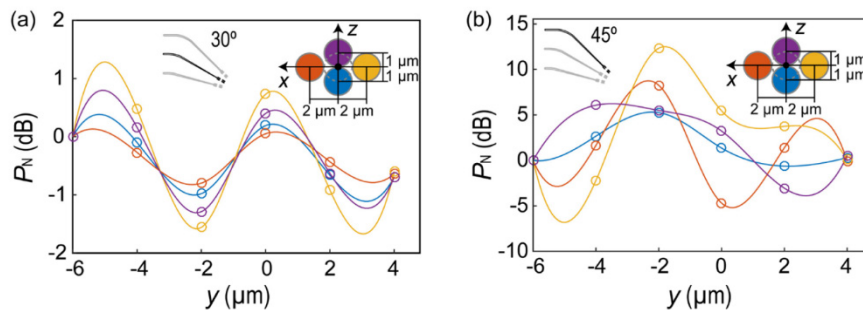 (a)
30º
z
x
1 µm
1 µm
2 µm 2 µm
P_N (dB)
2
1
0
-1
-2
-6 -4 -2 0 2 4
y (µm)
(b)
45º
z
x
1 µm
1 µm
2 µm 2 µm
P_N (dB)
15
10
5
0
-5
-10
-6 -4 -2 0 2 4
y (µm)